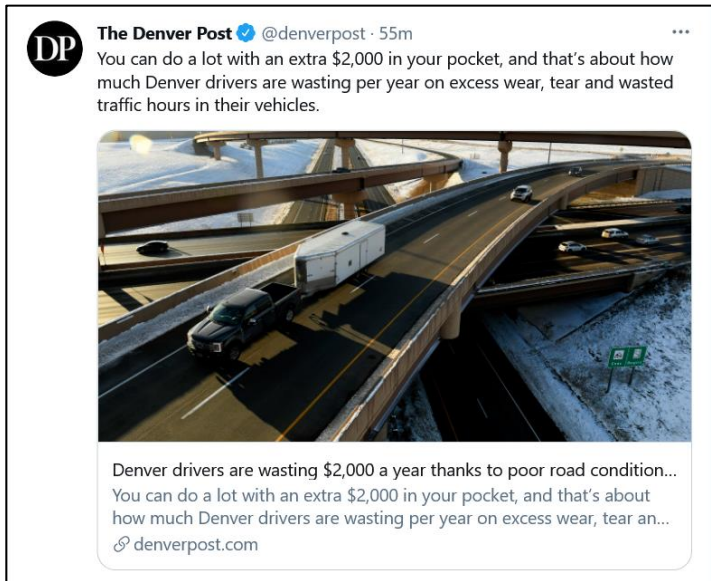 DP
The Denver Post @denverpost · 55m
You can do a lot with an extra $2,000 in your pocket, and that's about how
much Denver drivers are wasting per year on excess wear, tear and wasted
traffic hours in their vehicles.
Denver drivers are wasting $2,000 a year thanks to poor road condition...
You can do a lot with an extra $2,000 in your pocket, and that's about
how much Denver drivers are wasting per year on excess wear, tear an...
denverpost.com